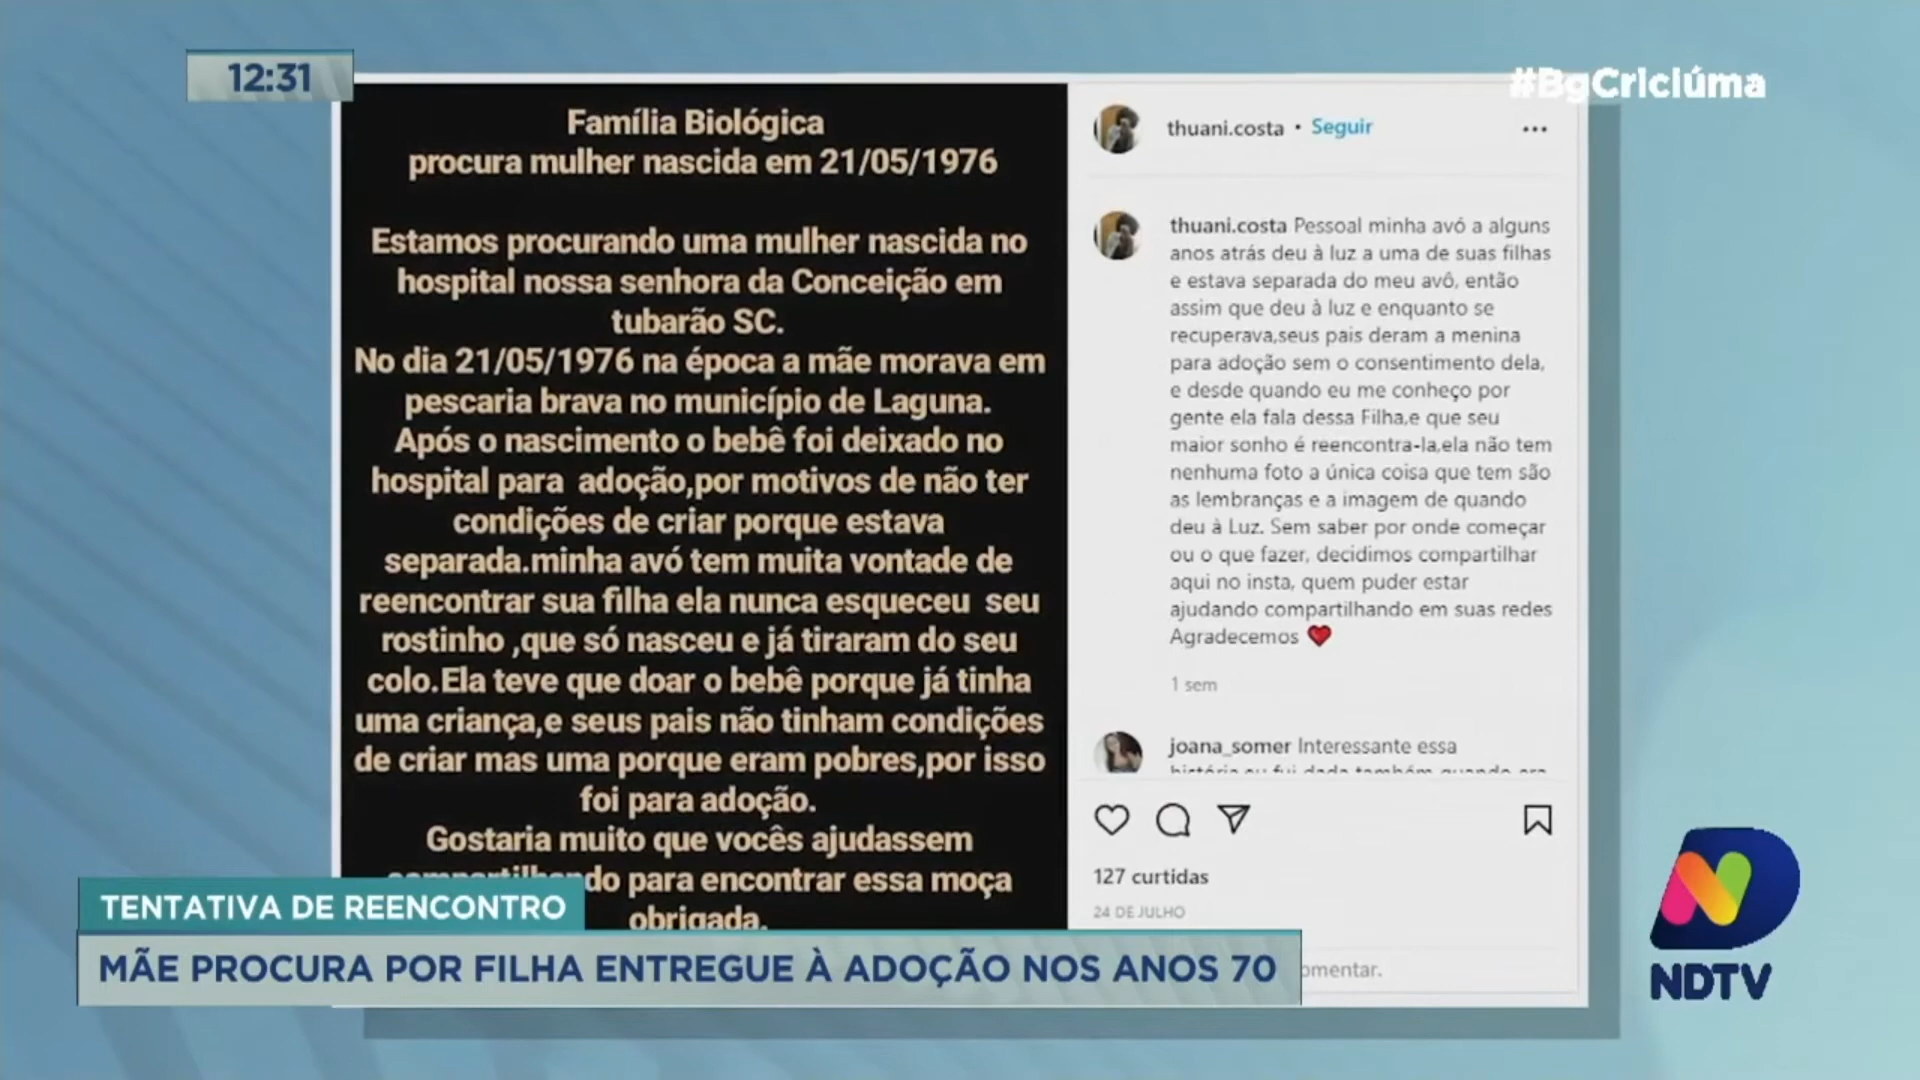 12:31
#BgCriciúma
Família Biológica
procura mulher nascida em 21/05/1976
Estamos procurando uma mulher nascida no
hospital nossa senhora da Conceição em
tubarão SC.
No dia 21/05/1976 na época a mãe morava em
pescaria brava no município de Laguna.
Após o nascimento o bebê foi deixado no
hospital para  adoção,por motivos de não ter
condições de criar porque estava
separada.minha avó tem muita vontade de
reencontrar sua filha ela nunca esqueceu  seu
rostinho ,que só nasceu e já tiraram do seu
colo.Ela teve que doar o bebê porque já tinha
uma criança,e seus pais não tinham condições
de criar mas uma porque eram pobres,por isso
foi para adoção.
Gostaria muito que vocês ajudassem
compartilhando para encontrar essa moça
obrigada.
thuani.costa • Seguir
thuani.costa Pessoal minha avó a alguns
anos atrás deu à luz a uma de suas filhas
e estava separada do meu avô, então
assim que deu à luz e enquanto se
recuperava,seus pais deram a menina
para adoção sem o consentimento dela,
e desde quando eu me conheço por
gente ela fala dessa Filha,e que seu
maior sonho é reencontra-la,ela não tem
nenhuma foto a única coisa que tem são
as lembranças e a imagem de quando
deu à Luz. Sem saber por onde começar
ou o que fazer, decidimos compartilhar
aqui no insta, quem puder estar
ajudando compartilhando em suas redes
Agradecemos ❤️
1 sem
joana_somer Interessante essa
história eu fui dada também quando era
127 curtidas
24 DE JULHO
omentar.
TENTATIVA DE REENCONTRO
MÃE PROCURA POR FILHA ENTREGUE À ADOÇÃO NOS ANOS 70
NDTV